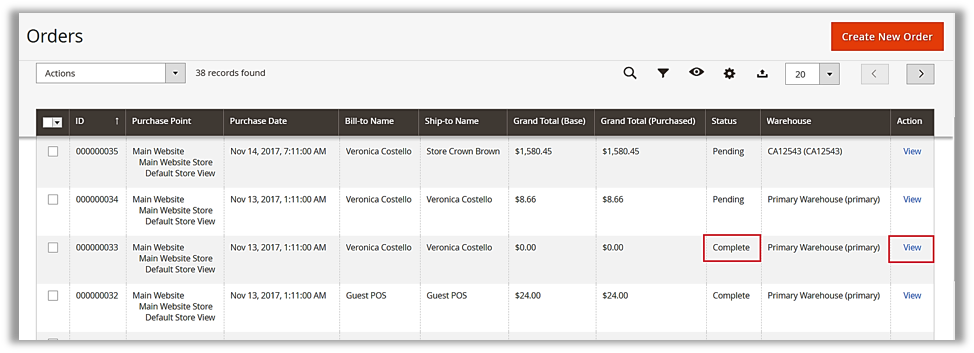 Orders
Create New Order
Actions
38 records found
20
ID ↑ Purchase Point Purchase Date Bill-to Name Ship-to Name Grand Total (Base) Grand Total (Purchased) Status Warehouse Action
000000035 Main Website Nov 14, 2017, 7:11:00 AM Veronica Costello Store Crown Brown $1,580.45 $1,580.45 Pending CA12543 (CA12543) View
Main Website Store
Default Store View
000000034 Main Website Nov 13, 2017, 1:11:00 AM Veronica Costello Veronica Costello $8.66 $8.66 Pending Primary Warehouse (primary) View
Main Website Store
Default Store View
000000033 Main Website Nov 13, 2017, 1:11:00 AM Veronica Costello Veronica Costello $0.00 $0.00 Complete Primary Warehouse (primary) View
Main Website Store
Default Store View
000000032 Main Website Nov 13, 2017, 1:11:00 AM Guest POS Guest POS $24.00 $24.00 Complete Primary Warehouse (primary) View
Main Website Store
Default Store View